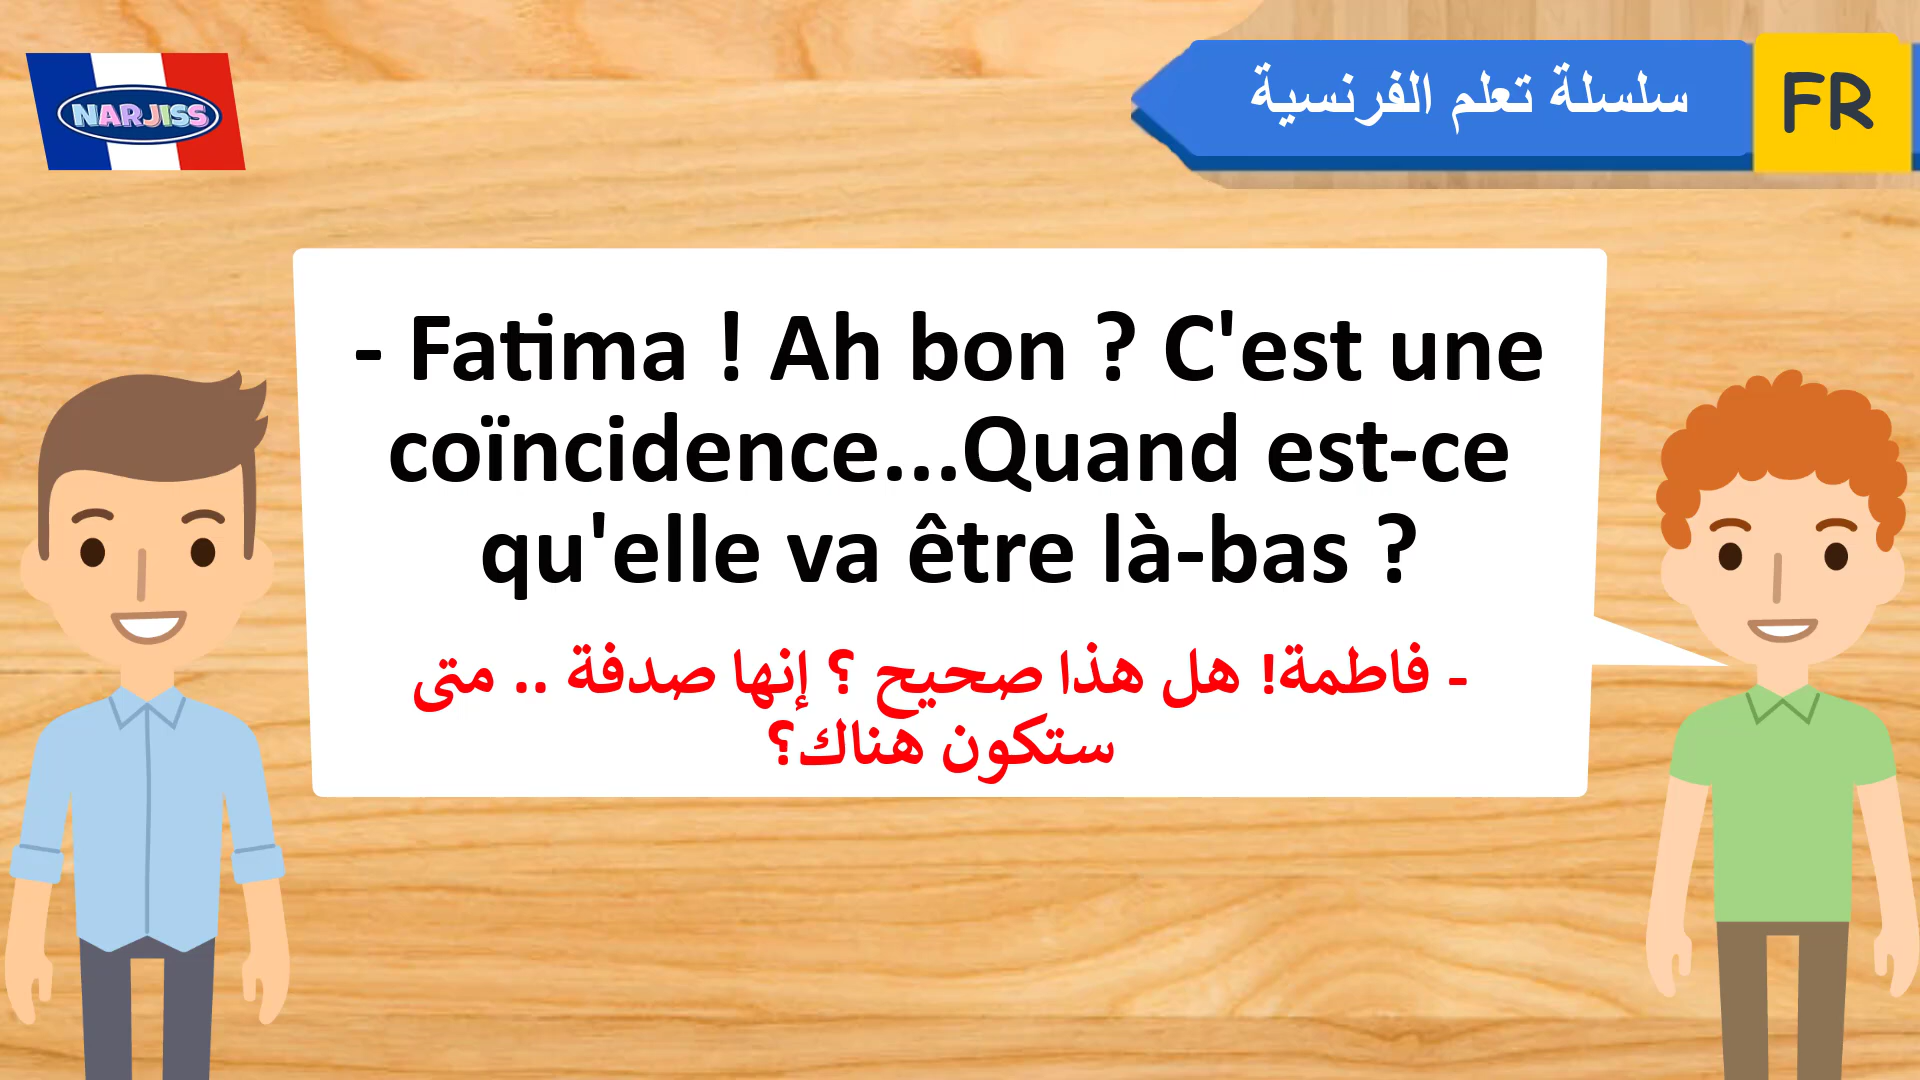 NARJISS
سلسلة تعلم الفرنسية
FR
- Fatima ! Ah bon ? C'est une
coïncidence...Quand est-ce
qu'elle va être là-bas ?
- فاطمة! هل هذا صحيح ؟ إنها صدفة .. متى
ستكون هناك؟